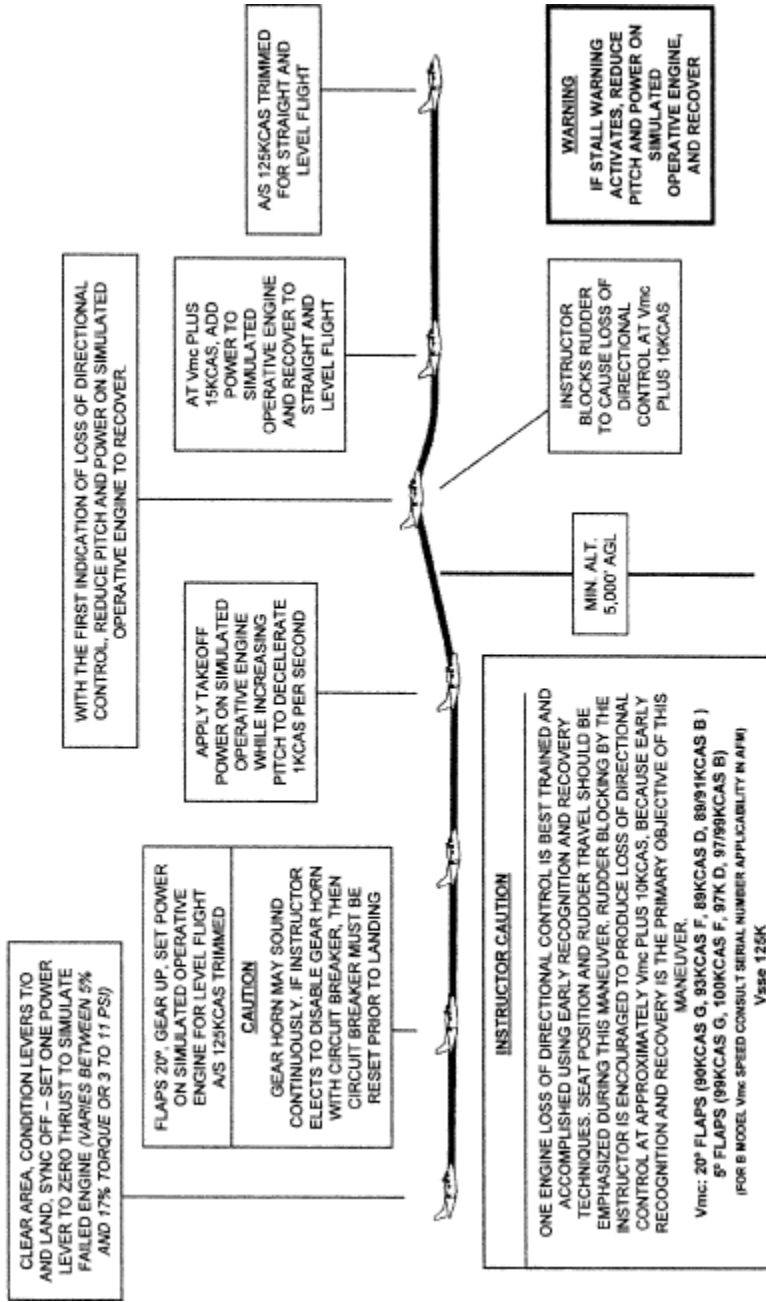 CLEAR AREA, CONDITION LEVERS T/O
AND LAND, SYNC OFF – SET ONE POWER
LEVER TO ZERO THRUST TO SIMULATE
FAILED ENGINE (VARIES BETWEEN 5%
AND 17% TORQUE OR 3 TO 11 PSI)
FLAPS 20º, GEAR UP, SET POWER
ON SIMULATED OPERATIVE
ENGINE FOR LEVEL FLIGHT
A/S 125KCAS TRIMMED
CAUTION
GEAR HORN MAY SOUND
CONTINUOUSLY. IF INSTRUCTOR
ELECTS TO DISABLE GEAR HORN
WITH CIRCUIT BREAKER, THEN
CIRCUIT BREAKER MUST BE
RESET PRIOR TO LANDING
APPLY TAKEOFF
POWER ON SIMULATED
OPERATIVE ENGINE
WHILE INCREASING
PITCH TO DECELERATE
1KCAS PER SECOND
WITH THE FIRST INDICATION OF LOSS OF DIRECTIONAL
CONTROL, REDUCE PITCH AND POWER ON SIMULATED
OPERATIVE ENGINE TO RECOVER.
AT Vmc PLUS
15KCAS, ADD
POWER TO
SIMULATED
OPERATIVE ENGINE
AND RECOVER TO
STRAIGHT AND
LEVEL FLIGHT
A/S 125KCAS TRIMMED
FOR STRAIGHT AND
LEVEL FLIGHT
INSTRUCTOR CAUTION
ONE ENGINE LOSS OF DIRECTIONAL CONTROL IS BEST TRAINED AND
ACCOMPLISHED USING EARLY RECOGNITION AND RECOVERY
TECHNIQUES. SEAT POSITION AND RUDDER TRAVEL SHOULD BE
EMPHASIZED DURING THIS MANEUVER. RUDDER BLOCKING BY THE
INSTRUCTOR IS ENCOURAGED TO PRODUCE LOSS OF DIRECTIONAL
CONTROL AT APPROXIMATELY Vmc PLUS 10KCAS, BECAUSE EARLY
RECOGNITION AND RECOVERY IS THE PRIMARY OBJECTIVE OF THIS
MANEUVER.
Vmc: 20º FLAPS (90KCAS G, 93KCAS F, 89KCAS D, 89/91KCAS B )
5º FLAPS (99KCAS G, 100KCAS F, 97K D, 97/99KCAS B)
(FOR B MODEL Vmc SPEED CONSULT SERIAL NUMBER APPLICABILITY IN AFM)
Vsse 125K
MIN. ALT.
5,000' AGL
INSTRUCTOR
BLOCKS RUDDER
TO CAUSE LOSS OF
DIRECTIONAL
CONTROL AT Vmc
PLUS 10KCAS
WARNING
IF STALL WARNING
ACTIVATES, REDUCE
PITCH AND POWER ON
SIMULATED
OPERATIVE ENGINE,
AND RECOVER